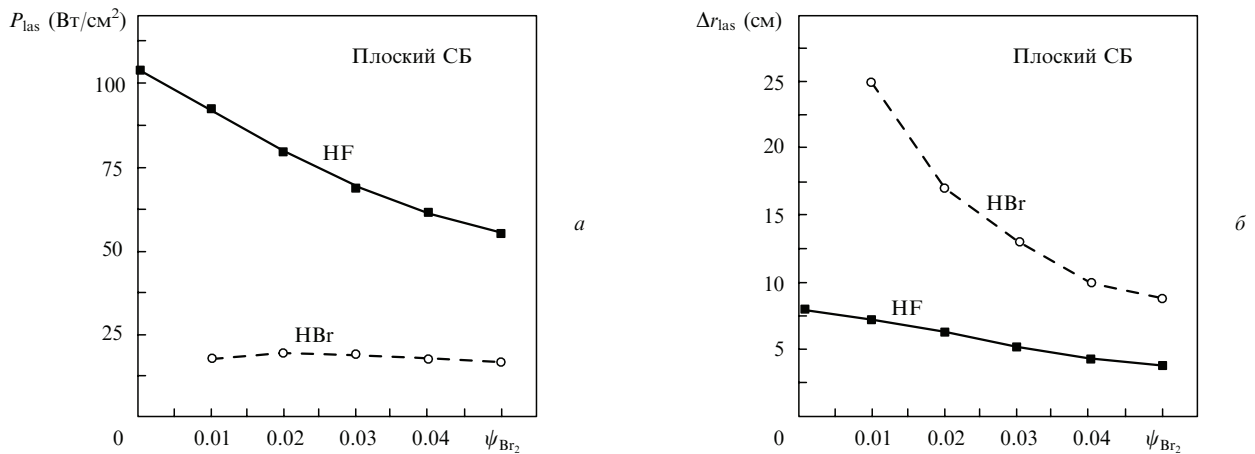 P_las (Вт/см²)
Плоский СБ
100
HF
75
50
HBr
25
0 0.01 0.02 0.03 0.04 ψ_Br₂
а
Δr_las (см)
Плоский СБ
25
20
HBr
15
10
HF
5
0 0.01 0.02 0.03 0.04 ψ_Br₂
б